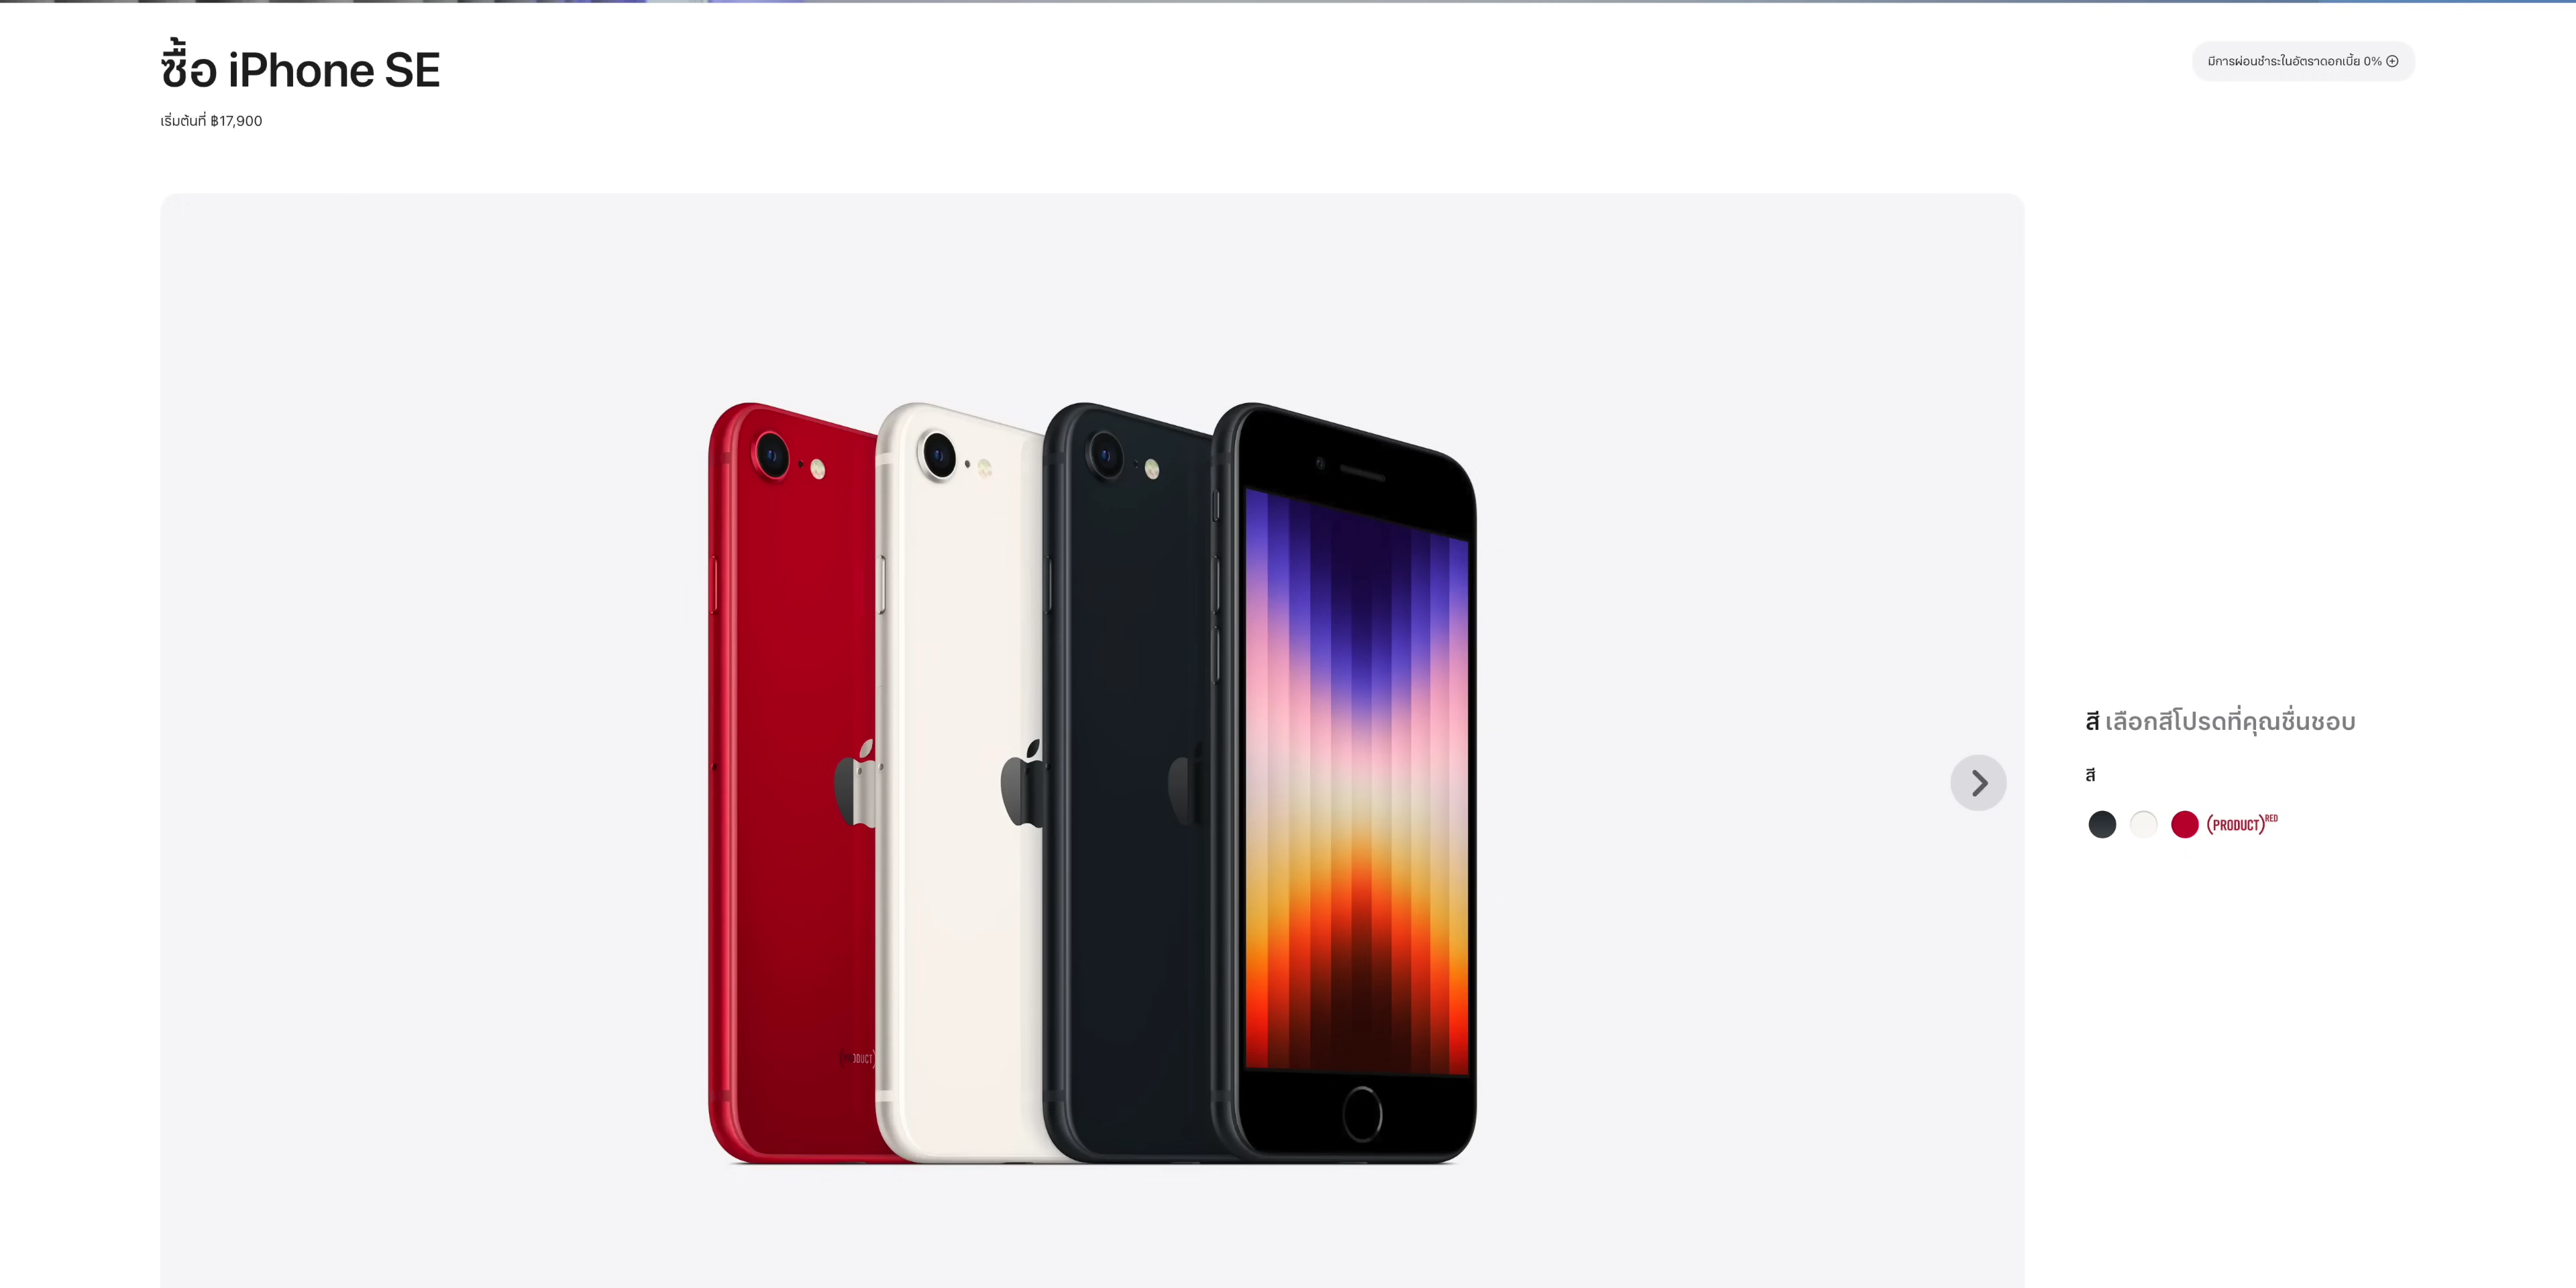 ซื้อ iPhone SE
มีการผ่อนชำระในอัตราดอกเบี้ย 0%
เริ่มต้นที่ ฿17,900
สี เลือกสีโปรดที่คุณชื่นชอบ
สี
(PRODUCT)RED